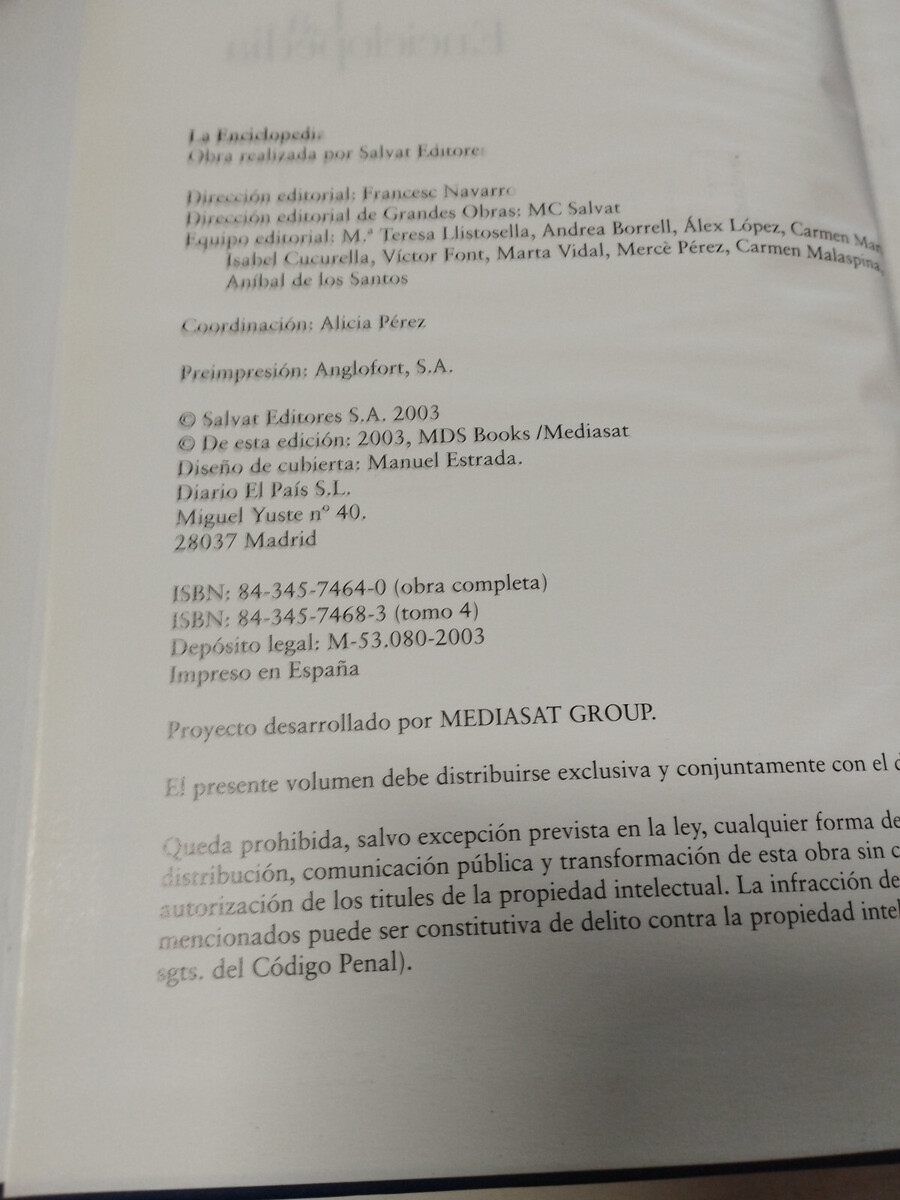 La Enciclopedia
Obra realizada por Salvat Editores
Dirección editorial: Francesc Navarro
Dirección editorial de Grandes Obras: MC Salvat
Equipo editorial: M.ª Teresa Llistosella, Andrea Borrell, Álex López, Carmen Mar
Isabel Cucurella, Víctor Font, Marta Vidal, Mercè Pérez, Carmen Malaspina,
Aníbal de los Santos
Coordinación: Alicia Pérez
Preimpresión: Anglofort, S.A.
© Salvat Editores S.A. 2003
© De esta edición: 2003, MDS Books /Mediasat
Diseño de cubierta: Manuel Estrada.
Diario El País S.L.
Miguel Yuste nº 40.
28037 Madrid
ISBN: 84-345-7464-0 (obra completa)
ISBN: 84-345-7468-3 (tomo 4)
Depósito legal: M-53.080-2003
Impreso en España
Proyecto desarrollado por MEDIASAT GROUP.
El presente volumen debe distribuirse exclusiva y conjuntamente con el d
Queda prohibida, salvo excepción prevista en la ley, cualquier forma de
distribución, comunicación pública y transformación de esta obra sin c
autorización de los titules de la propiedad intelectual. La infracción de
mencionados puede ser constitutiva de delito contra la propiedad intel
sgts. del Código Penal).